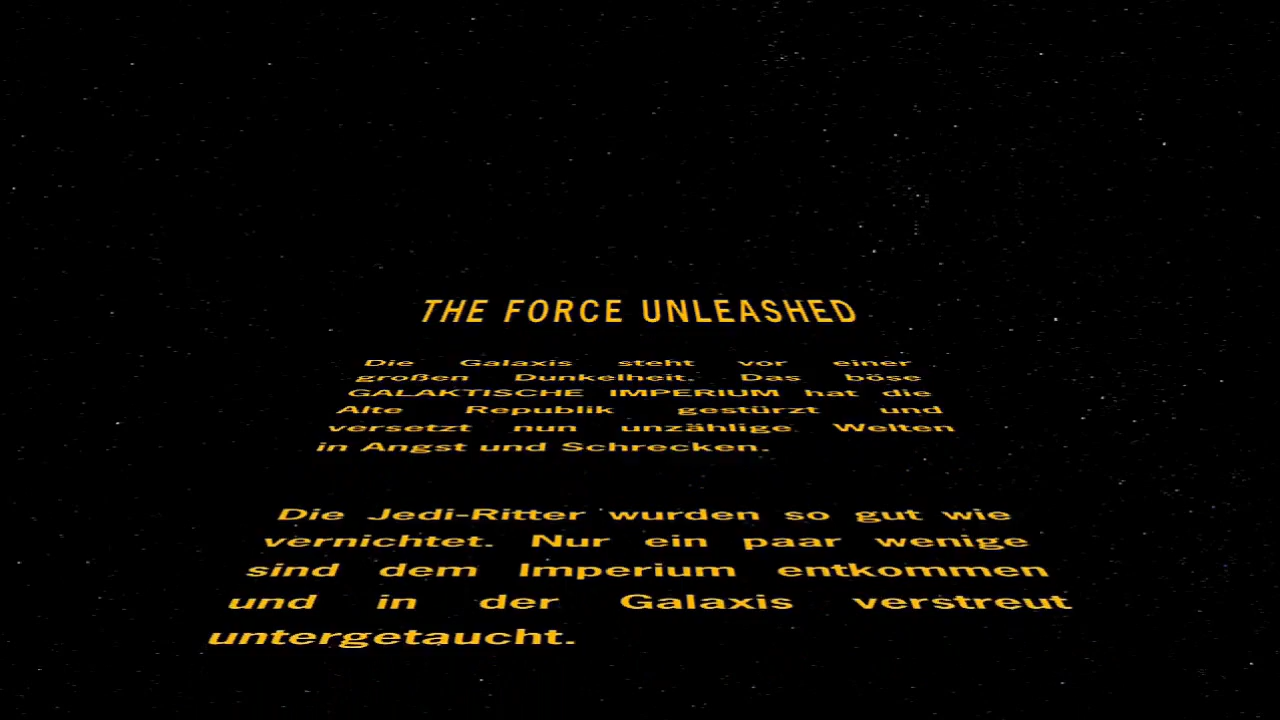 THE FORCE UNLEASHED
Die Galaxis steht vor einer
großen Dunkelheit. Das böse
GALAKTISCHE IMPERIUM hat die
Alte Republik gestürzt und
versetzt nun unzählige Welten
in Angst und Schrecken.
Die Jedi-Ritter wurden so gut wie
vernichtet. Nur ein paar wenige
sind dem Imperium entkommen
und in der Galaxis verstreut
untergetaucht.